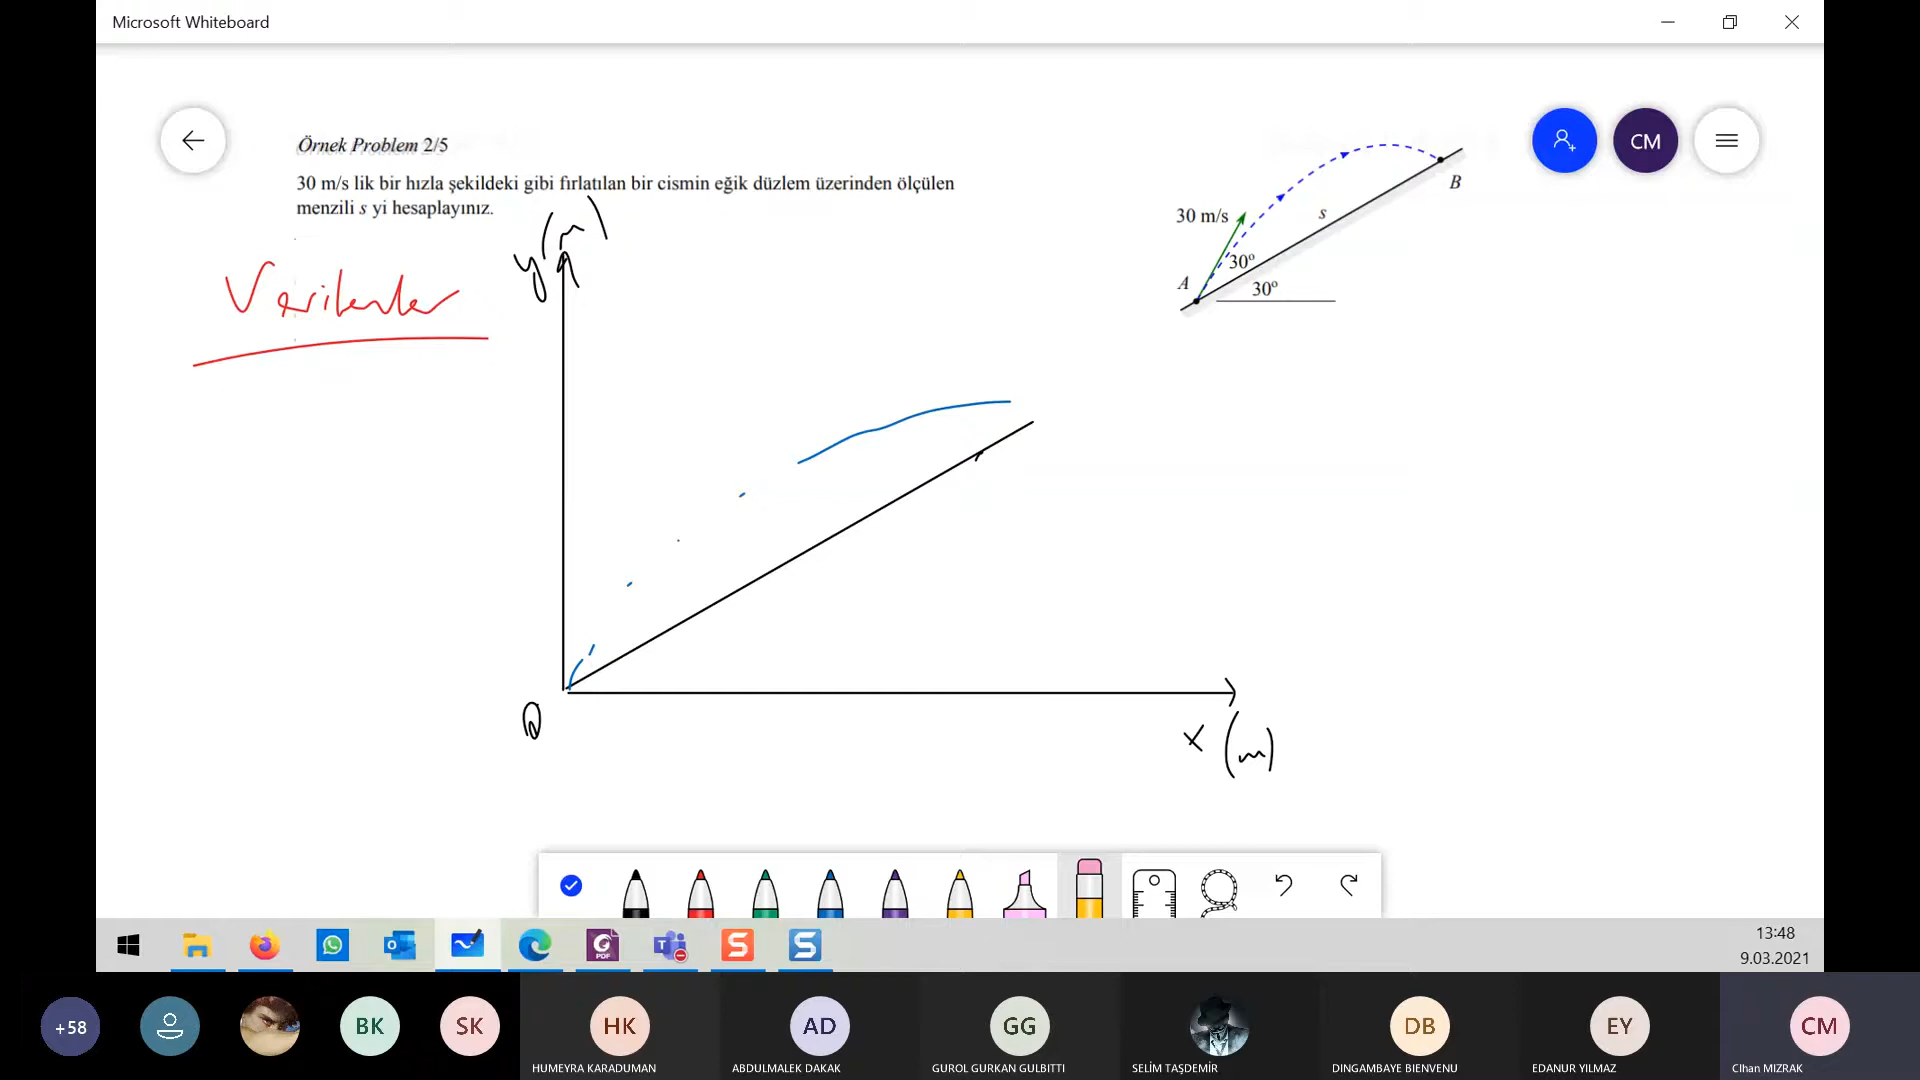 Microsoft Whiteboard
Örnek Problem 2/5
30 m/s lik bir hızla şekildeki gibi fırlatılan bir cismin eğik düzlem üzerinden ölçülen
menzili s yi hesaplayınız.
CM
B
s
30 m/s
30°
A
30°
Verilenler
y (m)
x (m)
PDF
13:48
9.03.2021
+58
BK
SK
HK
AD
GG
DB
EY
CM
HUMEYRA KARADUMAN
ABDULMALEK DAKAK
GUROL GURKAN GULBITTI
SELİM TAŞDEMİR
DINGAMBAYE BIENVENU
EDANUR YILMAZ
CIhan MIZRAK